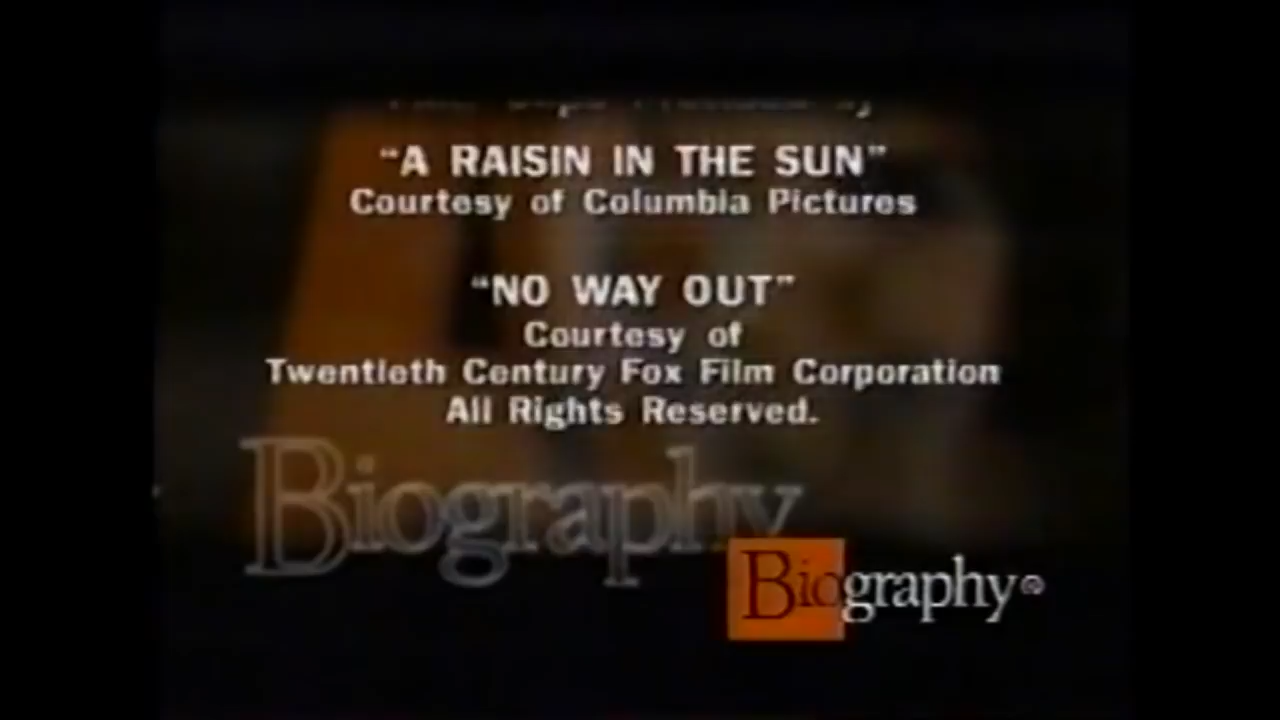 “A RAISIN IN THE SUN”
Courtesy of Columbia Pictures
“NO WAY OUT”
Courtesy of
Twentieth Century Fox Film Corporation
All Rights Reserved.
Biography
Biography®